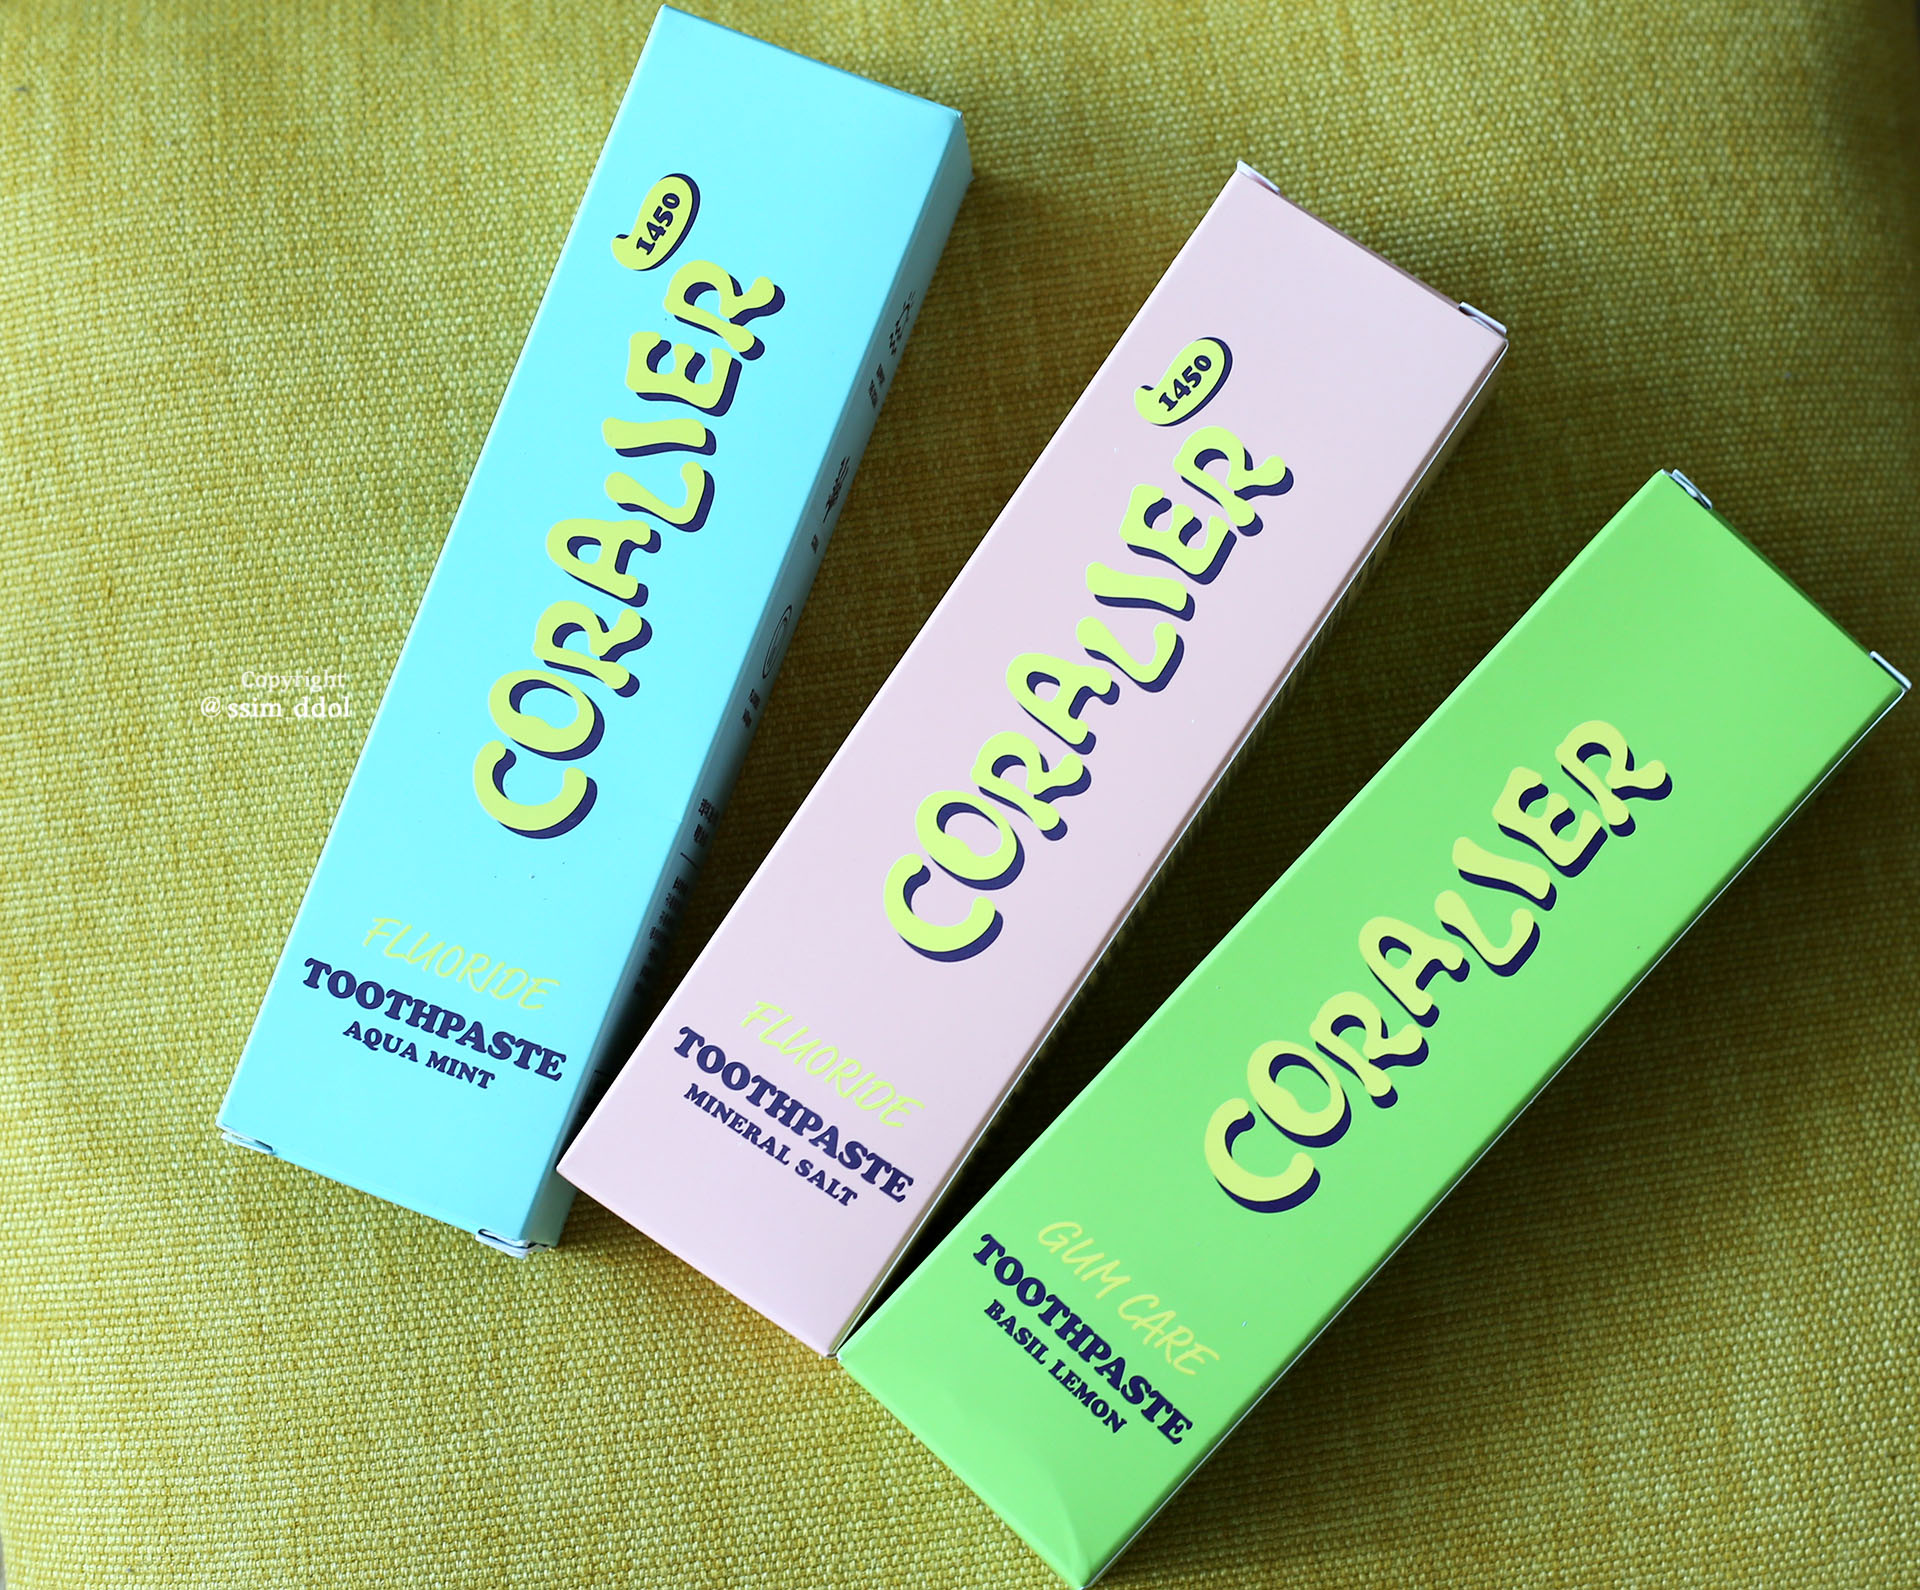 1450
CORALIER
FLUORIDE
TOOTHPASTE
AQUA MINT
1450
CORALIER
FLUORIDE
TOOTHPASTE
MINERAL SALT
CORALIER
GUM CARE
TOOTHPASTE
BASIL LEMON
Copyright
@ssim_ddol